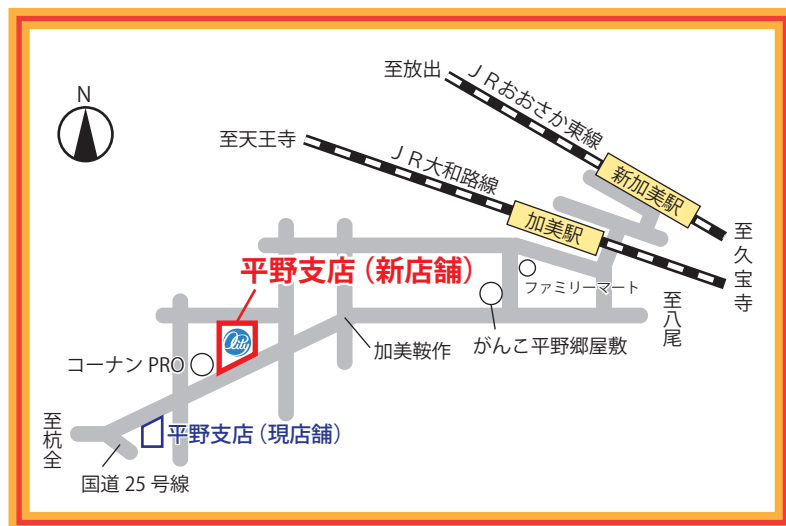 N
至放出
ＪＲおおさか東線
至天王寺
ＪＲ大和路線
新加美駅
加美駅
至久宝寺
平野支店（新店舗）
ファミリーマート
至八尾
コーナン PRO
加美鞍作
がんこ平野郷屋敷
至杭全
平野支店（現店舗）
国道 25 号線